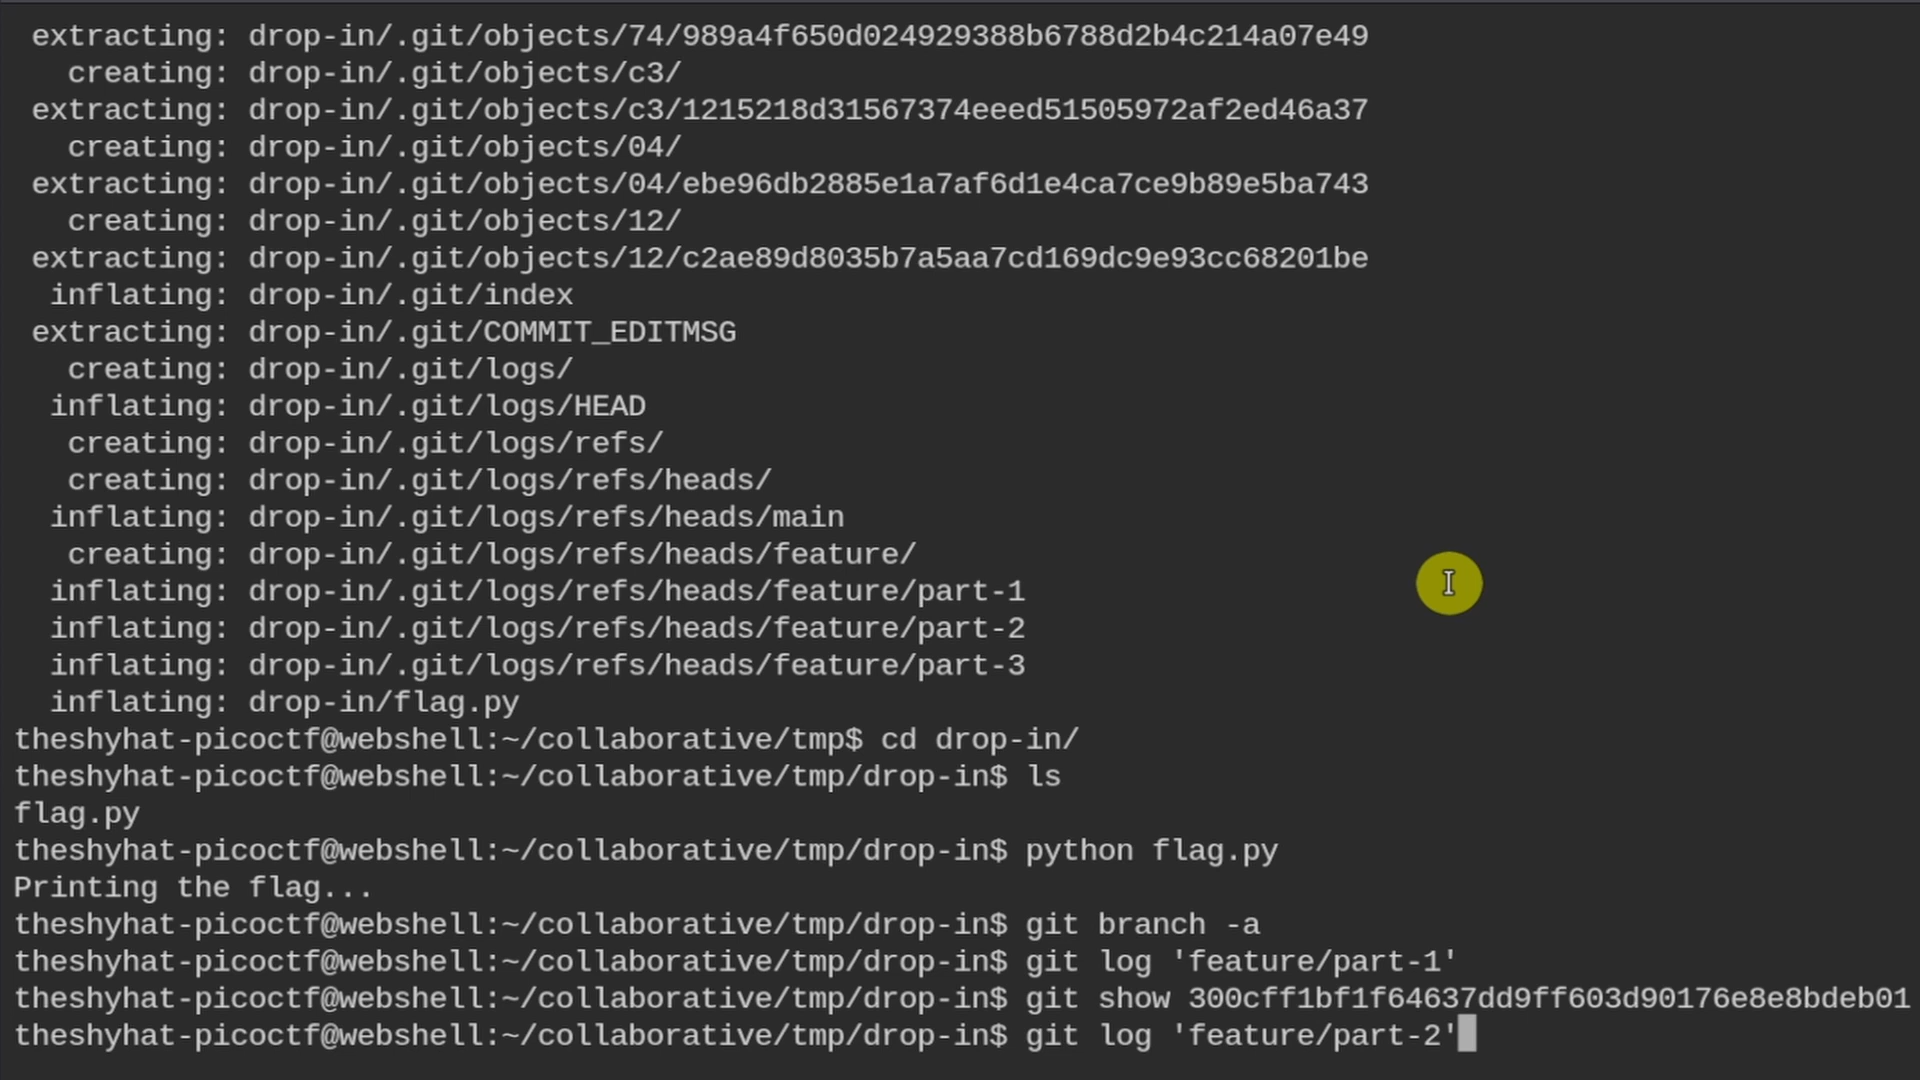 extracting: drop-in/.git/objects/74/989a4f650d024929388b6788d2b4c214a07e49
creating: drop-in/.git/objects/c3/
extracting: drop-in/.git/objects/c3/1215218d31567374eeed51505972af2ed46a37
creating: drop-in/.git/objects/04/
extracting: drop-in/.git/objects/04/ebe96db2885e1a7af6d1e4ca7ce9b89e5ba743
creating: drop-in/.git/objects/12/
extracting: drop-in/.git/objects/12/c2ae89d8035b7a5aa7cd169dc9e93cc68201be
inflating: drop-in/.git/index
extracting: drop-in/.git/COMMIT_EDITMSG
creating: drop-in/.git/logs/
inflating: drop-in/.git/logs/HEAD
creating: drop-in/.git/logs/refs/
creating: drop-in/.git/logs/refs/heads/
inflating: drop-in/.git/logs/refs/heads/main
creating: drop-in/.git/logs/refs/heads/feature/
inflating: drop-in/.git/logs/refs/heads/feature/part-1
inflating: drop-in/.git/logs/refs/heads/feature/part-2
inflating: drop-in/.git/logs/refs/heads/feature/part-3
inflating: drop-in/flag.py
theshyhat-picoctf@webshell:~/collaborative/tmp$ cd drop-in/
theshyhat-picoctf@webshell:~/collaborative/tmp/drop-in$ ls
flag.py
theshyhat-picoctf@webshell:~/collaborative/tmp/drop-in$ python flag.py
Printing the flag...
theshyhat-picoctf@webshell:~/collaborative/tmp/drop-in$ git branch -a
theshyhat-picoctf@webshell:~/collaborative/tmp/drop-in$ git log 'feature/part-1'
theshyhat-picoctf@webshell:~/collaborative/tmp/drop-in$ git show 300cff1bf1f64637dd9ff603d90176e8e8bdeb01
theshyhat-picoctf@webshell:~/collaborative/tmp/drop-in$ git log 'feature/part-2'